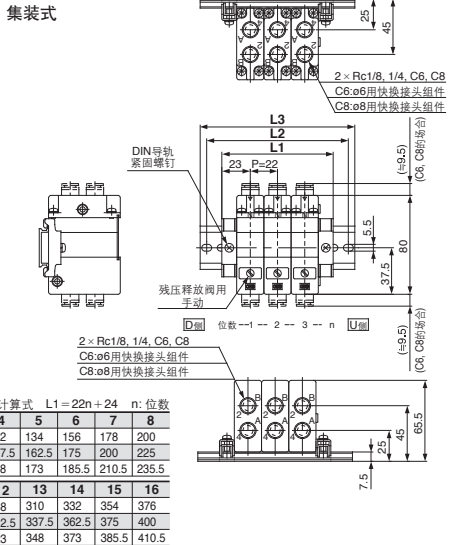 集装式
25
45
2×Rc1/8, 1/4, C6, C8
C6:ø6用快换接头组件
C8:ø8用快换接头组件
L3
L2
L1
23 P=22
DIN导轨
紧固螺钉
(≈9.5)
(C6, C8的场合)
5.5
80
37.5
残压释放阀用
手动
D侧 位数 --1-- 2 -- 3 -- n U侧
(≈9.5)
(C6, C8的场合)
2×Rc1/8, 1/4, C6, C8
C6:ø6用快换接头组件
C8:ø8用快换接头组件
B B B
2 2 2
A A A
4 4 4
7.5
25
45
65.5
计算式 L1=22n+24 n: 位数
4 5 6 7 8
2 134 156 178 200
7.5 162.5 175 200 225
8 173 185.5 210.5 235.5
2 13 14 15 16
8 310 332 354 376
2.5 337.5 362.5 375 400
3 348 373 385.5 410.5